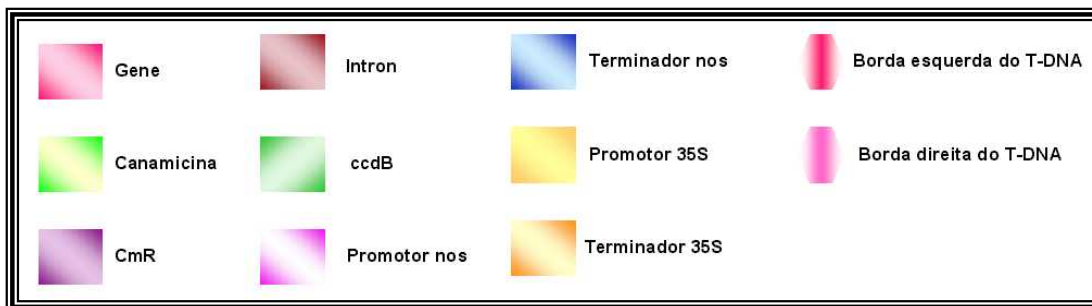 Gene
Intron
Terminador nos
Borda esquerda do T-DNA
Canamicina
ccdB
Promotor 35S
Borda direita do T-DNA
CmR
Promotor nos
Terminador 35S